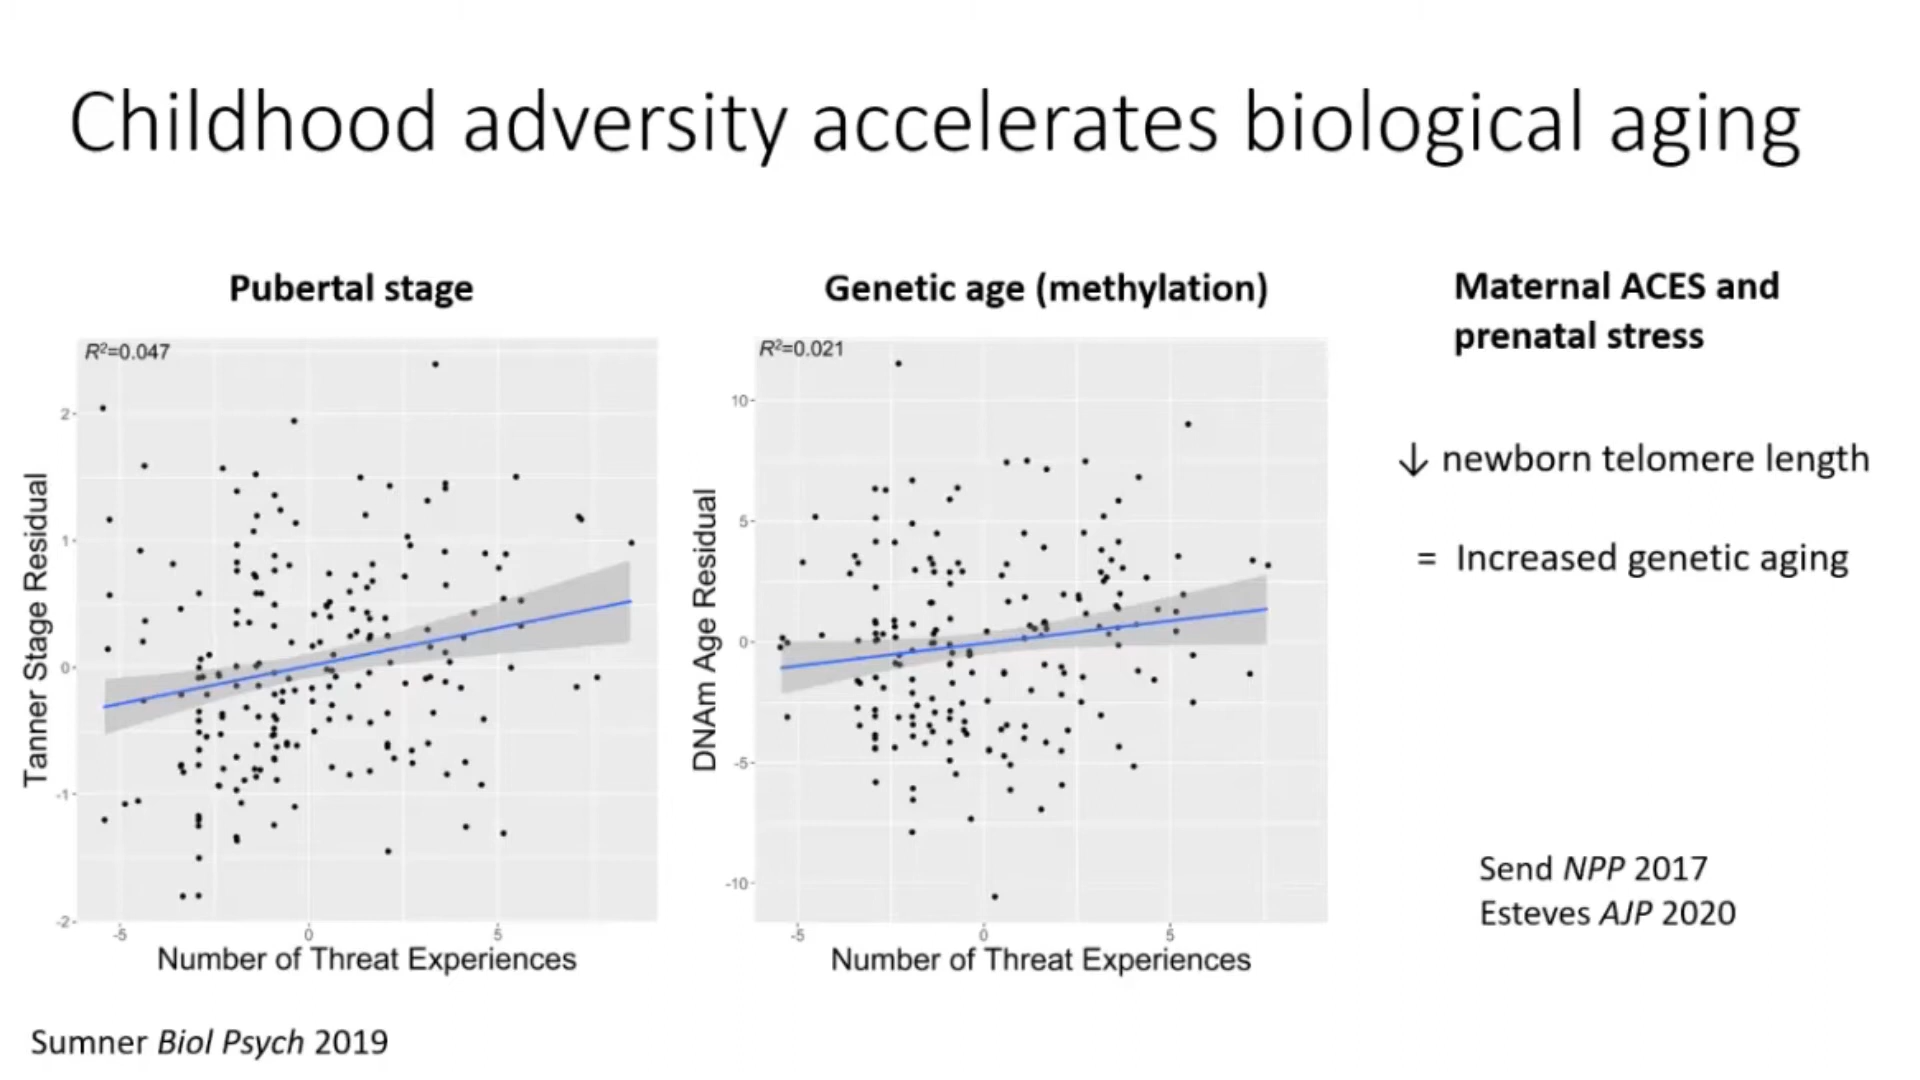 Childhood adversity accelerates biological aging
Pubertal stage
R²=0.047
2
1
0
-1
-2
-5
0
5
Tanner Stage Residual
Number of Threat Experiences
Genetic age (methylation)
R²=0.021
10
5
0
-5
-10
-5
0
5
DNAm Age Residual
Number of Threat Experiences
Maternal ACES and
prenatal stress
↓ newborn telomere length
= Increased genetic aging
Send NPP 2017
Esteves AJP 2020
Sumner Biol Psych 2019